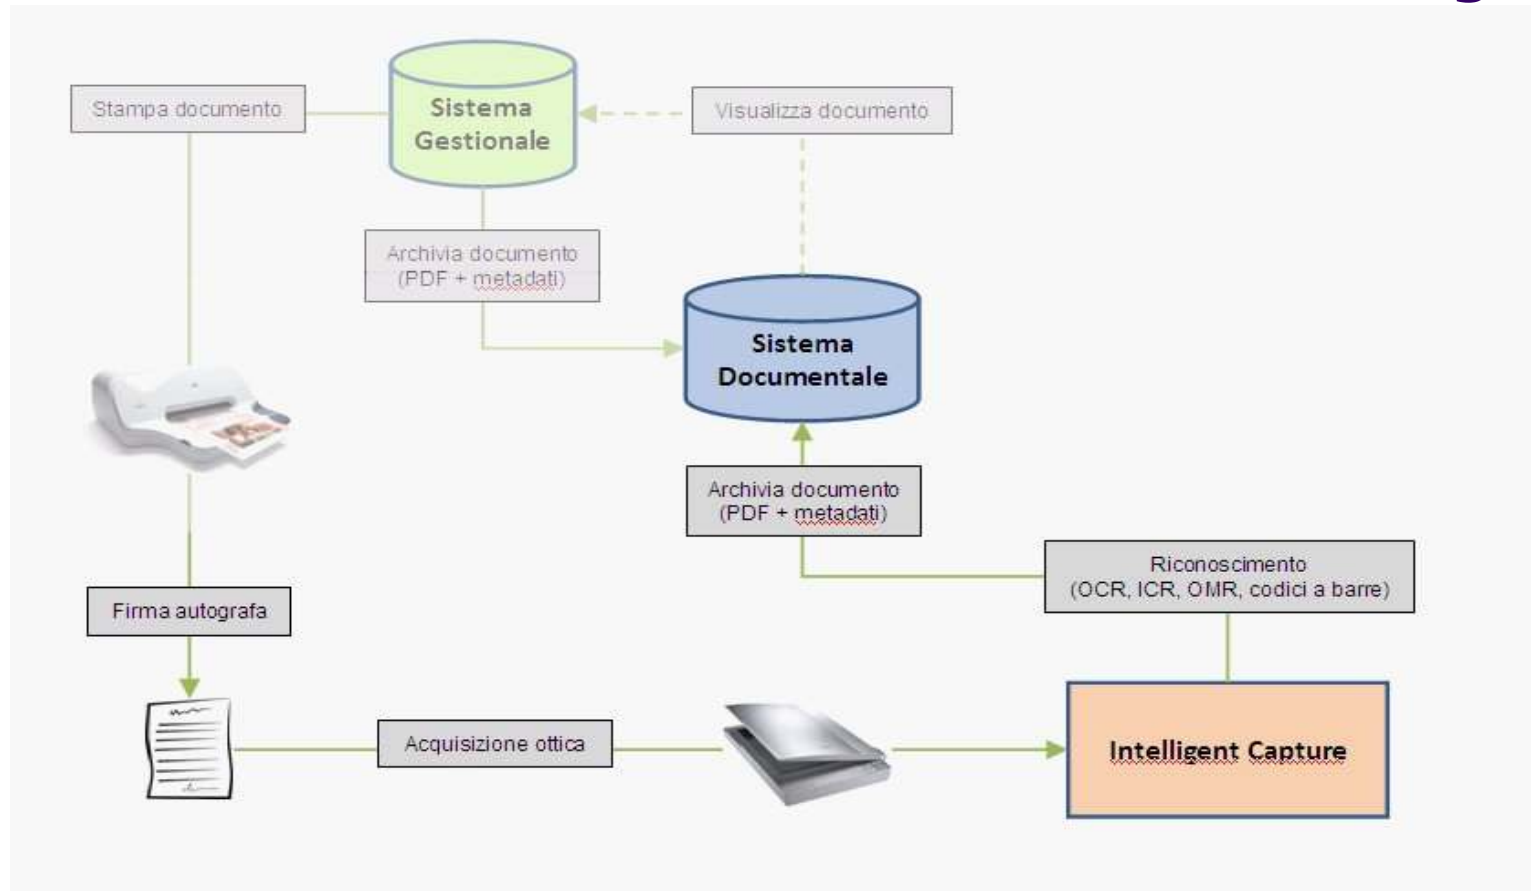 Stampa documento
Sistema
Gestionale
Visualizza documento
Archivia documento
(PDF + metadati)
Sistema
Documentale
Archivia documento
(PDF + metadati)
Riconoscimento
(OCR, ICR, OMR, codici a barre)
Firma autografa
Acquisizione ottica
Intelligent Capture